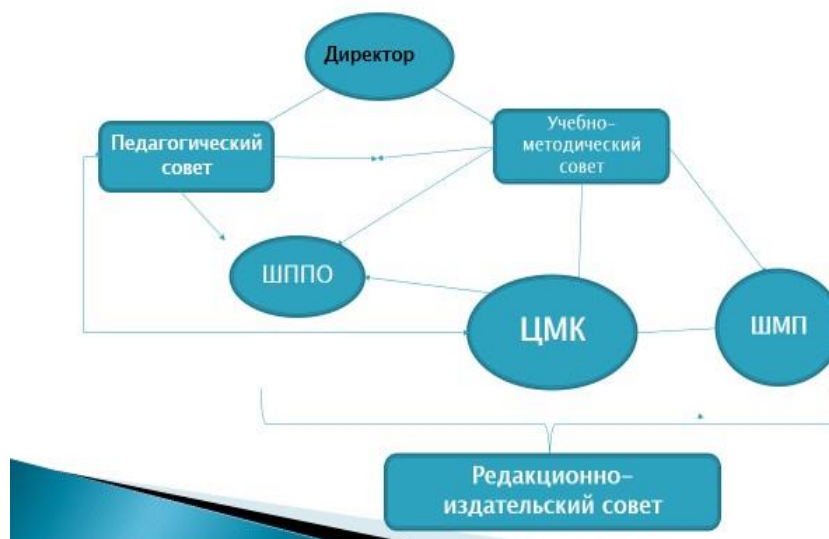 Директор
Педагогический
совет
Учебно-
методический
совет
ШППО
ЦМК
ШМП
Редакционно-
издательский совет